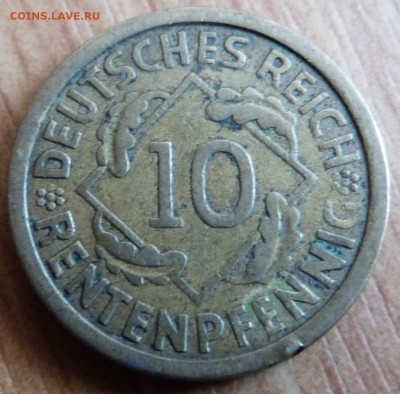 COINS.LAVE.RU
DEUTSCHES REICH
10
RENTENPFENNIG